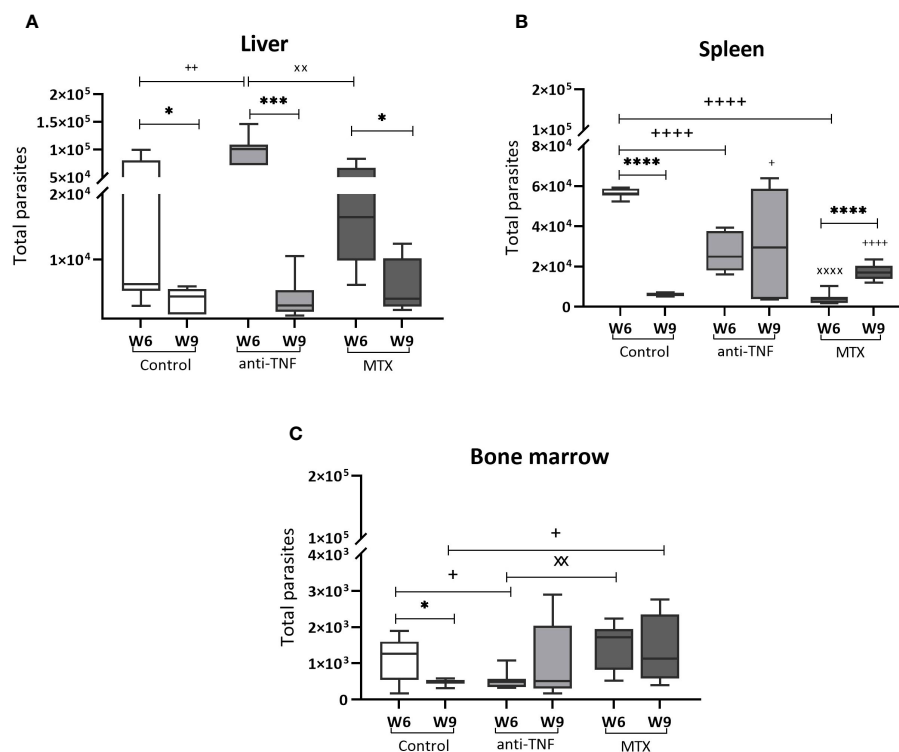 A
Liver
++
xx
*
***
*
2×10⁵
1.5×10⁵
1×10⁵
5×10⁴
2×10⁴
1×10⁴
Total parasites
W6 W9 W6 W9 W6 W9
Control anti-TNF MTX
B
Spleen
++++
++++
****
+
****
++++
xxxx
2×10⁵
1×10⁵
8×10⁴
6×10⁴
4×10⁴
2×10⁴
0
Total parasites
W6 W9 W6 W9 W6 W9
Control anti-TNF MTX
C
Bone marrow
+
xx
+
*
2×10⁵
1×10⁵
4×10³
3×10³
2×10³
1×10³
0
Total parasites
W6 W9 W6 W9 W6 W9
Control anti-TNF MTX